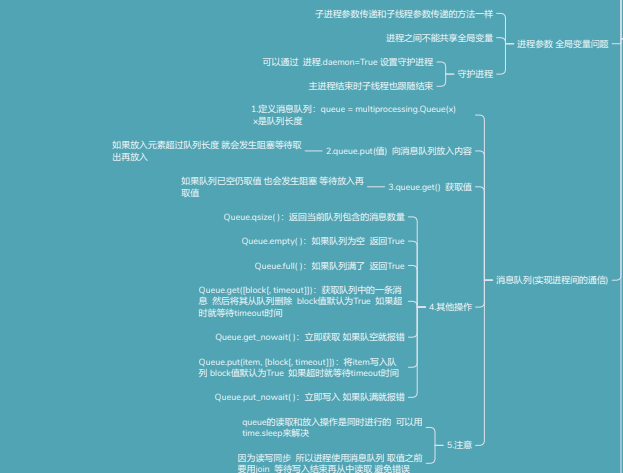 子进程参数传递和子线程参数传递的方法一样
进程之间不能共享全局变量
进程参数 全局变量问题
可以通过 进程.daemon=True 设置守护进程
守护进程
主进程结束时子线程也跟随结束
1.定义消息队列：queue = multiprocessing.Queue(x)
x是队列长度
如果放入元素超过队列长度 就会发生阻塞等待取
出再放入
2.queue.put(值) 向消息队列放入内容
如果队列已空仍取值 也会发生阻塞 等待放入再
取值
3.queue.get() 获取值
Queue.qsize( )：返回当前队列包含的消息数量
Queue.empty( )：如果队列为空 返回True
Queue.full( )：如果队列满了 返回True
消息队列(实现进程间的通信)
Queue.get([block[, timeout]])：获取队列中的一条消
息 然后将其从队列删除 block值默认为True 如果超
时就等待timeout时间
4.其他操作
Queue.get_nowait( )：立即获取 如果队空就报错
Queue.put(item, [block[, timeout]])：将item写入队
列 block值默认为True 如果超时就等待timeout时间
Queue.put_nowait( )：立即写入 如果队满就报错
queue的读取和放入操作是同时进行的 可以用
time.sleep来解决
5.注意
因为读写同步 所以进程使用消息队列 取值之前
要用join 等待写入结束再从中读取 避免错误